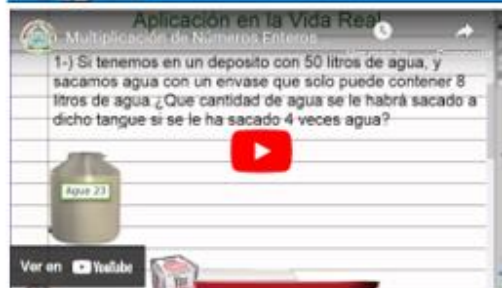 Aplicación en la Vida Real
. Multiplicación de Números Enteros
1-) Si tenemos en un deposito con 50 litros de agua, y
sacamos agua con un envase que solo puede contener 8
litros de agua ¿Que cantidad de agua se le habrá sacado a
dicho tangue si se le ha sacado 4 veces agua?
Agua 23
Ver en YouTube